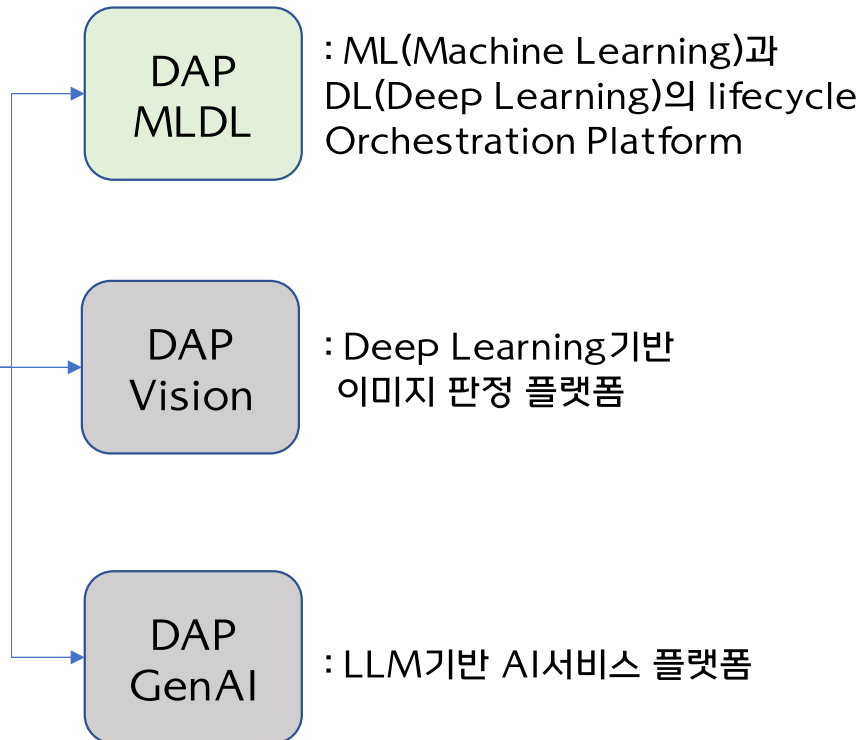 DAP
MLDL
: ML(Machine Learning)과
DL(Deep Learning)의 lifecycle
Orchestration Platform
DAP
Vision
: Deep Learning기반
이미지 판정 플랫폼
DAP
GenAI
: LLM기반 AI서비스 플랫폼